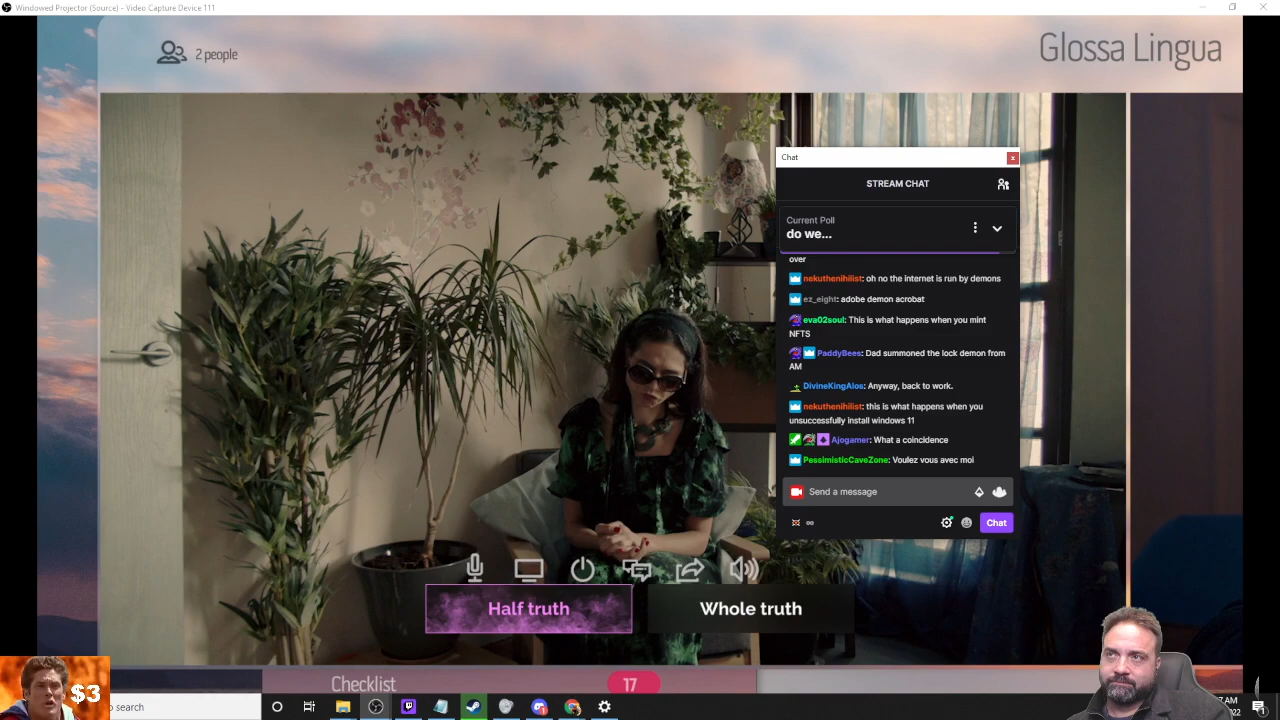 Windowed Projector (Source) - Video Capture Device 111
2 people
Glossa Lingua
Chat
STREAM CHAT
Current Poll
do we...
over
nekuthenihilist: oh no the internet is run by demons
ez_eight: adobe demon acrobat
eva02soul: This is what happens when you mint
NFTS
PaddyBees: Dad summoned the lock demon from
AM
DivineKingAlos: Anyway, back to work.
nekuthenihilist: this is what happens when you
unsuccessfully install windows 11
Ajogamer: What a coincidence
PessimisticCaveZone: Voulez vous avec moi
Send a message
Chat
Half truth
Whole truth
Checklist
17
$3
search